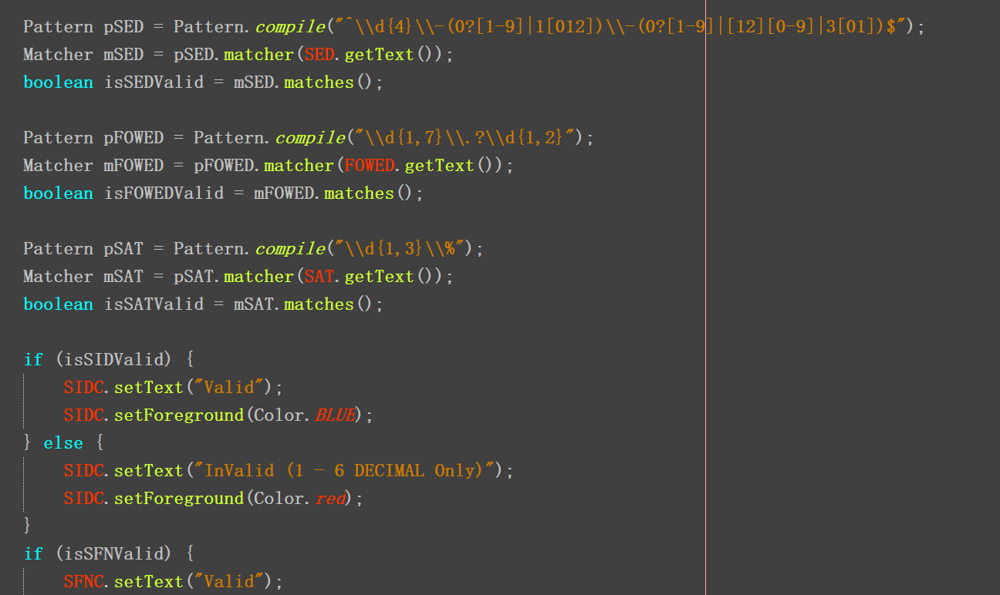 Pattern pSED = Pattern.compile("^\\d{4}\\-(0?[1-9]|1[012])\\-(0?[1-9]|[12][0-9]|3[01])$");
Matcher mSED = pSED.matcher(SED.getText());
boolean isSEDValid = mSED.matches();
Pattern pFOWED = Pattern.compile("\\d{1,7}\\.?\\d{1,2}");
Matcher mFOWED = pFOWED.matcher(FOWED.getText());
boolean isFOWEDValid = mFOWED.matches();
Pattern pSAT = Pattern.compile("\\d{1,3}\\%");
Matcher mSAT = pSAT.matcher(SAT.getText());
boolean isSATValid = mSAT.matches();
if (isSIDValid) {
SIDC.setText("Valid");
SIDC.setForeground(Color.BLUE);
} else {
SIDC.setText("InValid (1 - 6 DECIMAL Only)");
SIDC.setForeground(Color.red);
}
if (isSFNValid) {
SFNC.setText("Valid");